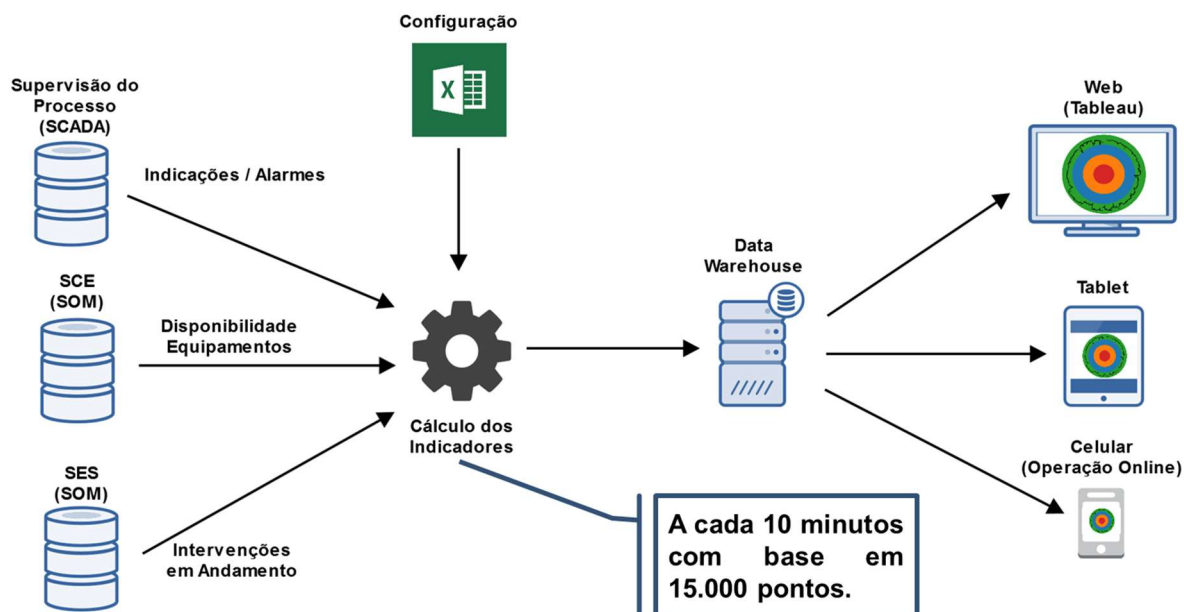 Configuração
X
Supervisão do
Processo
(SCADA)
Indicações / Alarmes
Web
(Tableau)
SCE
(SOM)
Disponibilidade
Equipamentos
Data
Warehouse
Tablet
Cálculo dos
Indicadores
SES
(SOM)
Intervenções
em Andamento
Celular
(Operação Online)
A cada 10 minutos
com base em
15.000 pontos.